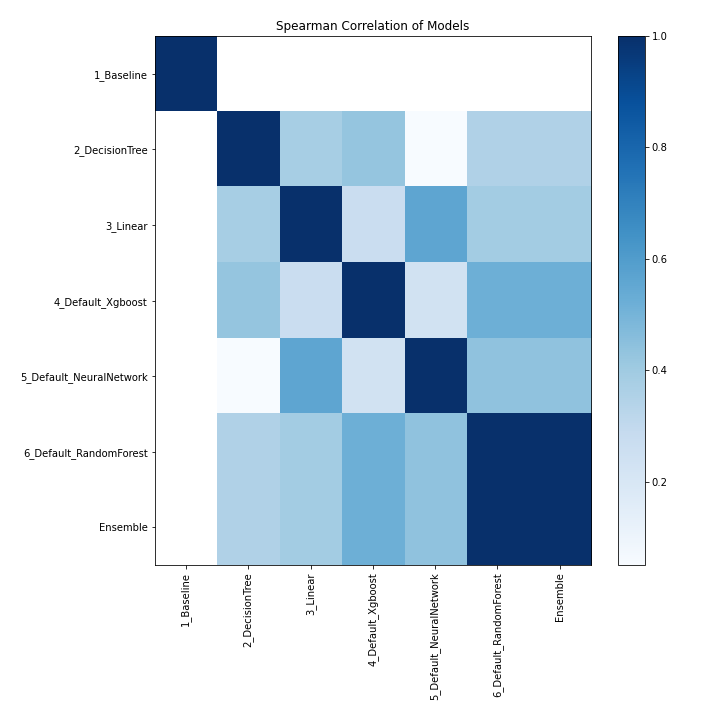 Spearman Correlation of Models
1_Baseline
2_DecisionTree
3_Linear
4_Default_Xgboost
5_Default_NeuralNetwork
6_Default_RandomForest
Ensemble
1_Baseline
2_DecisionTree
3_Linear
4_Default_Xgboost
5_Default_NeuralNetwork
6_Default_RandomForest
Ensemble
1.0
0.8
0.6
0.4
0.2